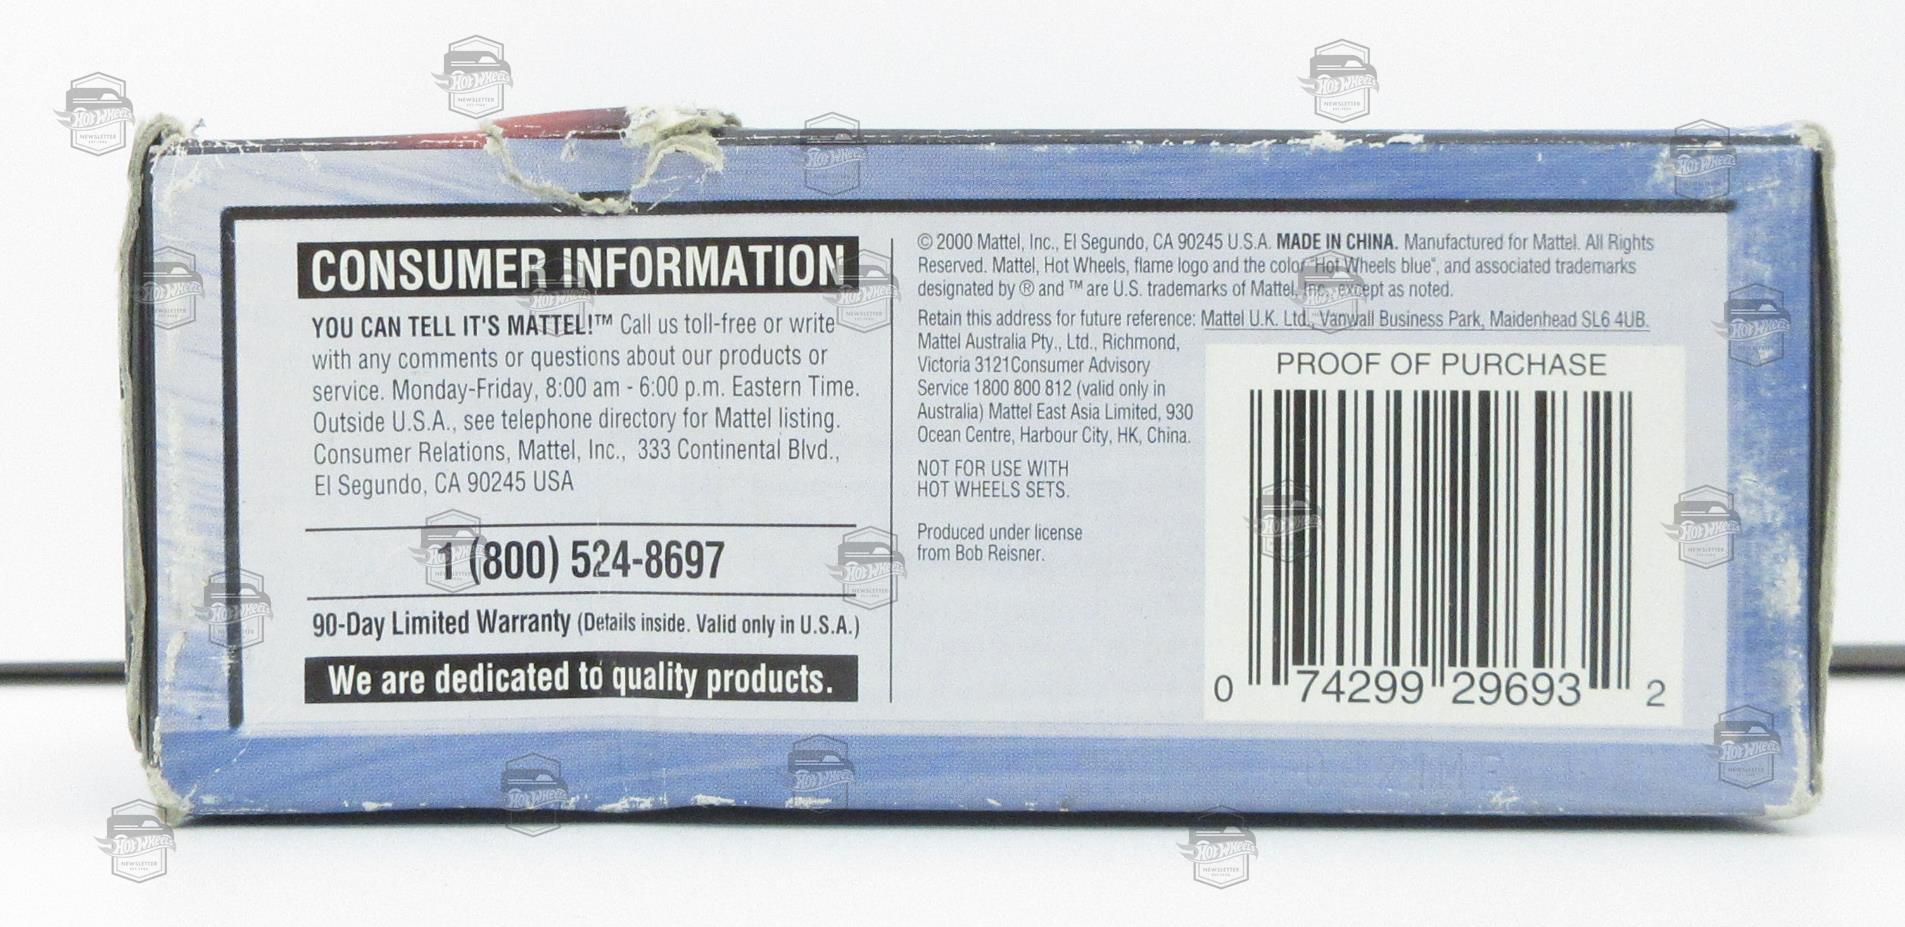 CONSUMER INFORMATION
YOU CAN TELL IT'S MATTEL!™ Call us toll-free or write
with any comments or questions about our products or
service. Monday-Friday, 8:00 am - 6:00 p.m. Eastern Time.
Outside U.S.A., see telephone directory for Mattel listing.
Consumer Relations, Mattel, Inc., 333 Continental Blvd.,
El Segundo, CA 90245 USA
1 (800) 524-8697
90-Day Limited Warranty (Details inside. Valid only in U.S.A.)
We are dedicated to quality products.
© 2000 Mattel, Inc., El Segundo, CA 90245 U.S.A. MADE IN CHINA. Manufactured for Mattel. All Rights
Reserved. Mattel, Hot Wheels, flame logo and the color "Hot Wheels blue", and associated trademarks
designated by ® and ™ are U.S. trademarks of Mattel, Inc. except as noted.
Retain this address for future reference: Mattel U.K. Ltd., Vanwall Business Park, Maidenhead SL6 4UB.
Mattel Australia Pty., Ltd., Richmond,
Victoria 3121Consumer Advisory
Service 1800 800 812 (valid only in
Australia) Mattel East Asia Limited, 930
Ocean Centre, Harbour City, HK, China.
NOT FOR USE WITH
HOT WHEELS SETS.
Produced under license
from Bob Reisner.
PROOF OF PURCHASE
0 74299 29693 2
Hot Wheels
NEWSLETTER